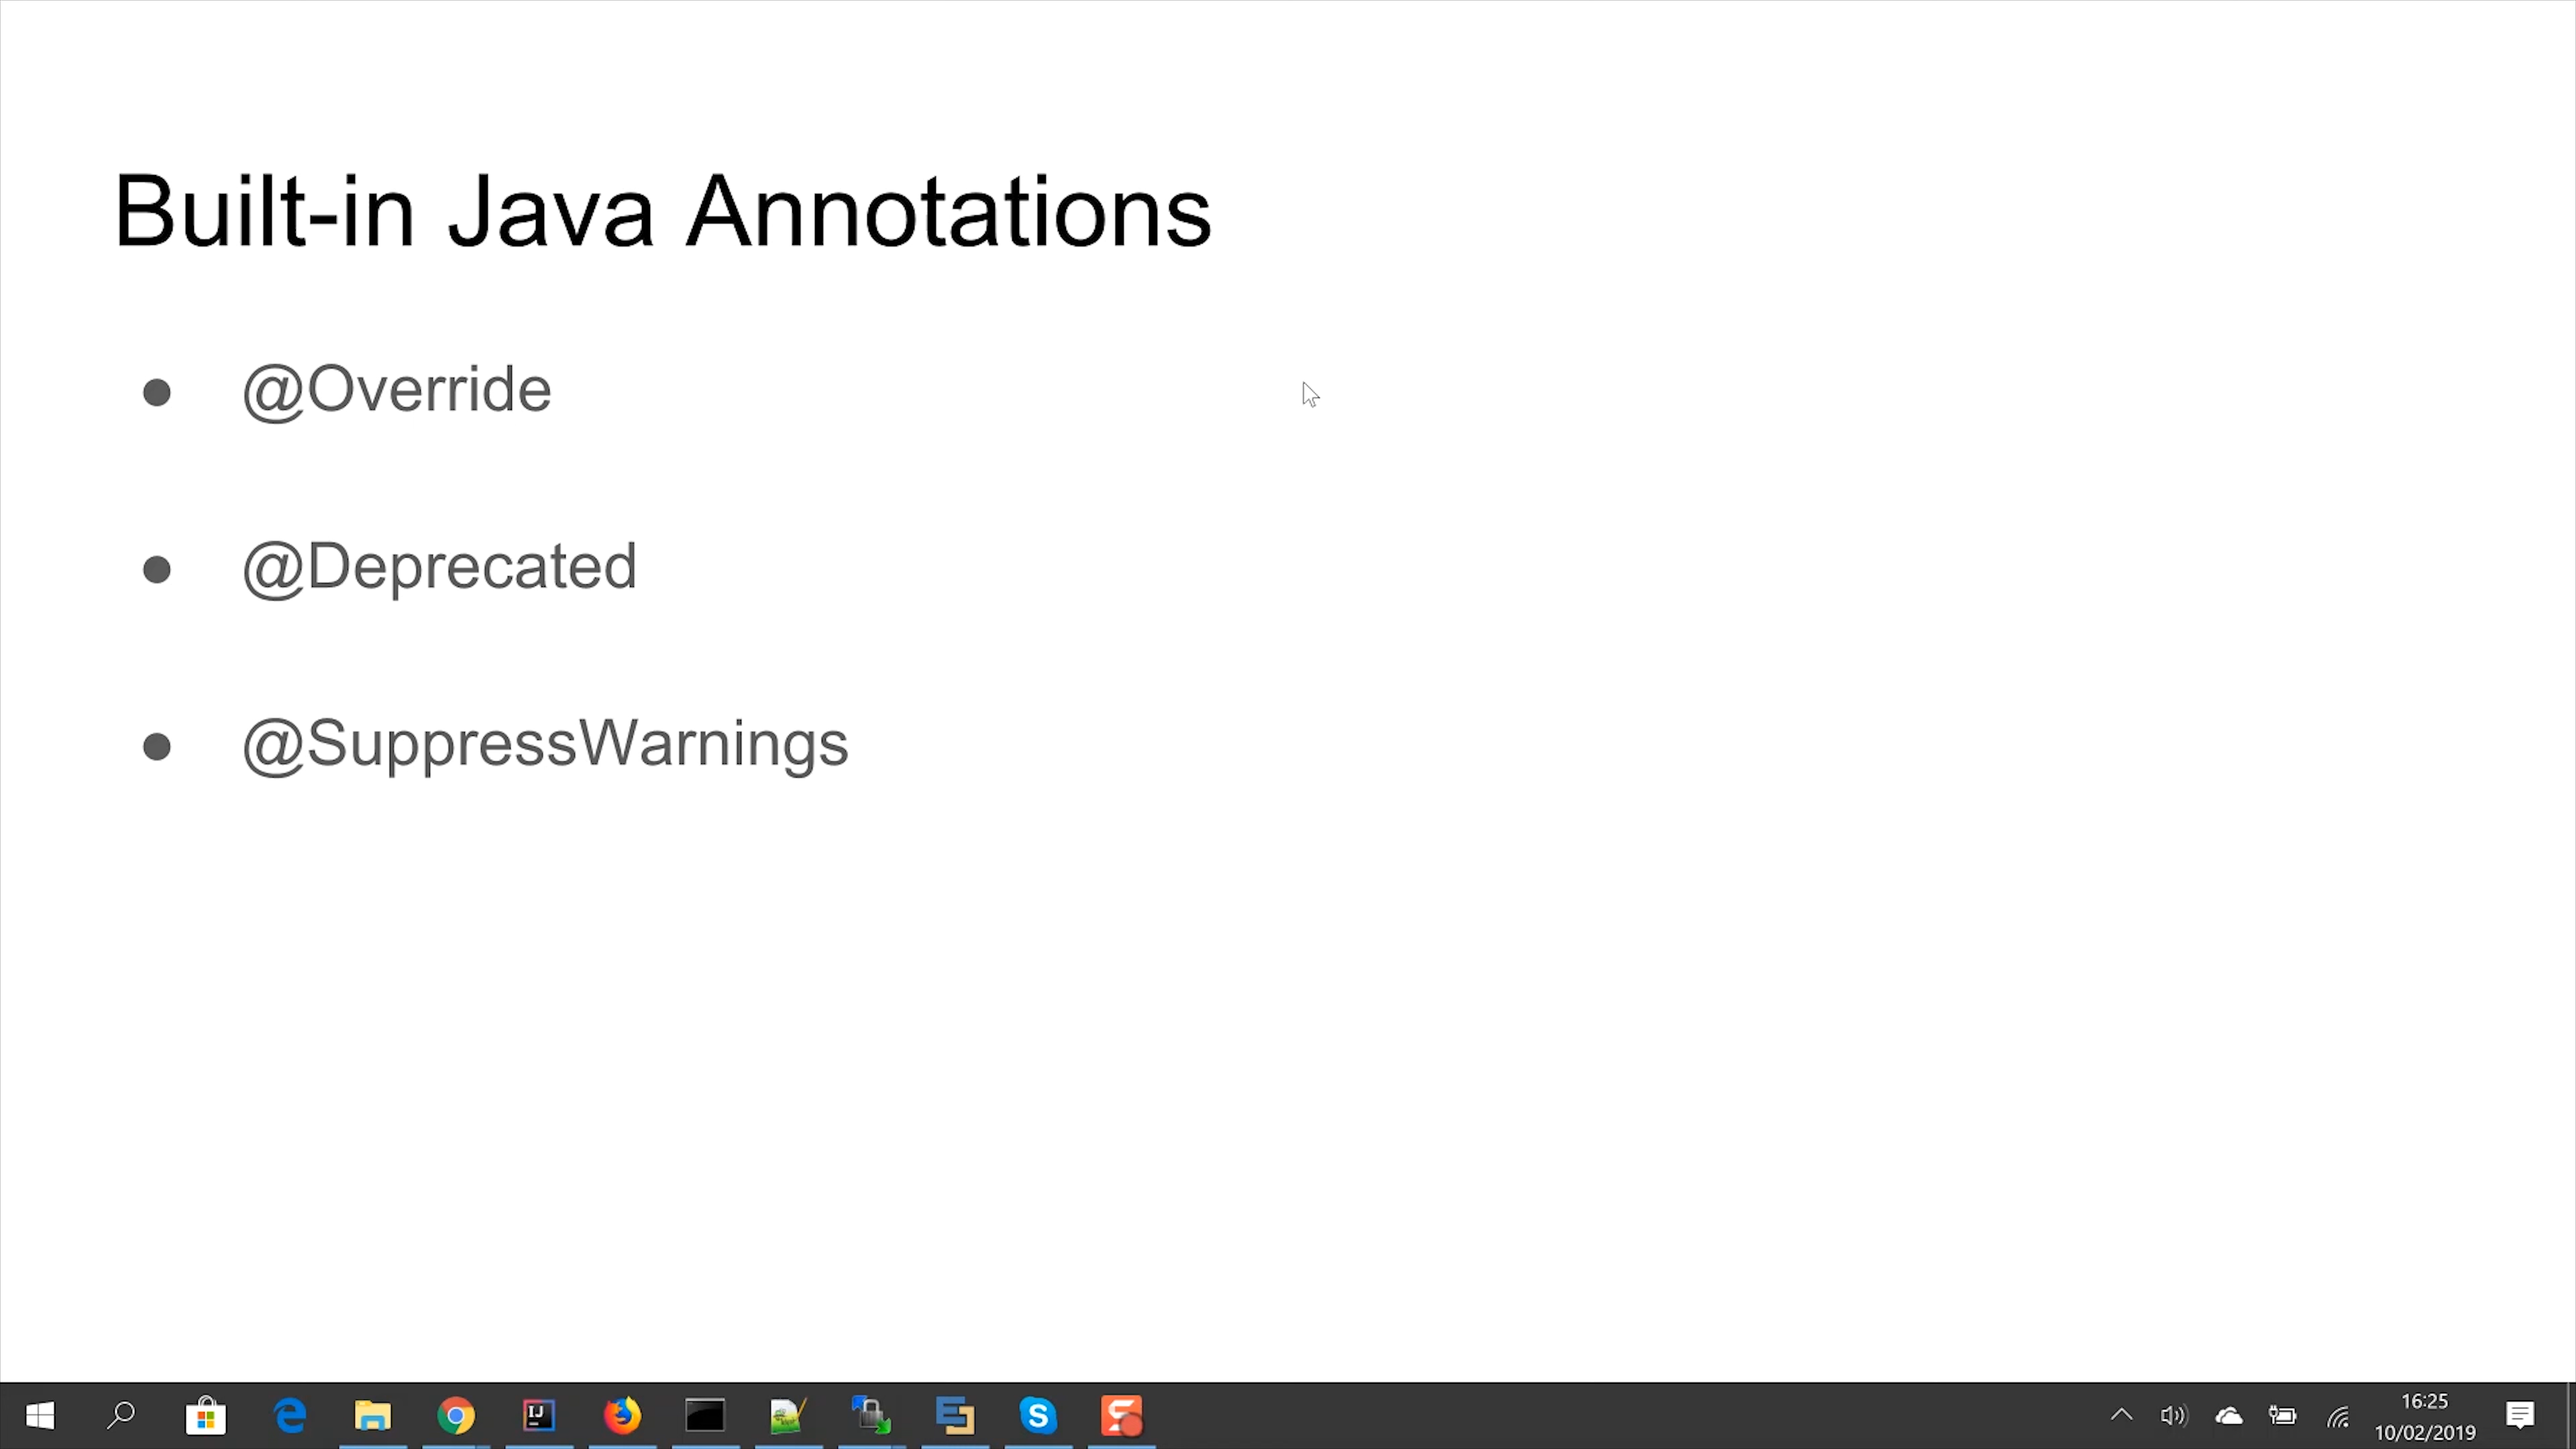 Built-in Java Annotations
● @Override
● @Deprecated
● @SuppressWarnings
16:25
10/02/2019